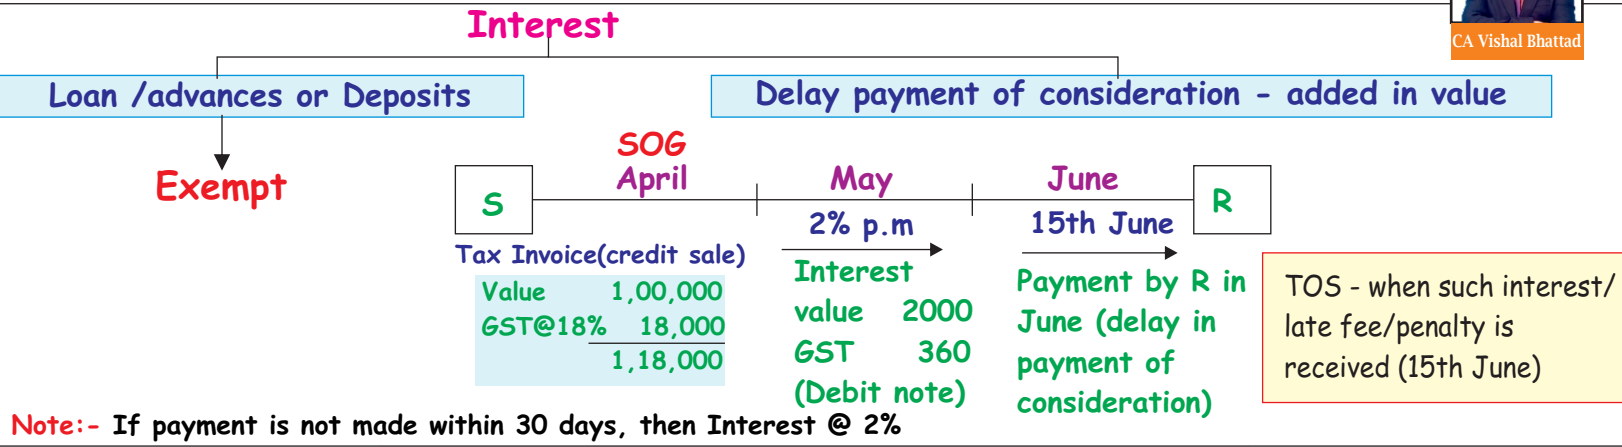 Interest
CA Vishal Bhattad
Loan /advances or Deposits
Delay payment of consideration - added in value
Exempt
SOG
S
April
May
June
R
2% p.m
15th June
Tax Invoice(credit sale)
Value 1,00,000
GST@18% 18,000
1,18,000
Interest
value 2000
GST 360
(Debit note)
Payment by R in
June (delay in
payment of
consideration)
TOS - when such interest/
late fee/penalty is
received (15th June)
Note:- If payment is not made within 30 days, then Interest @ 2%